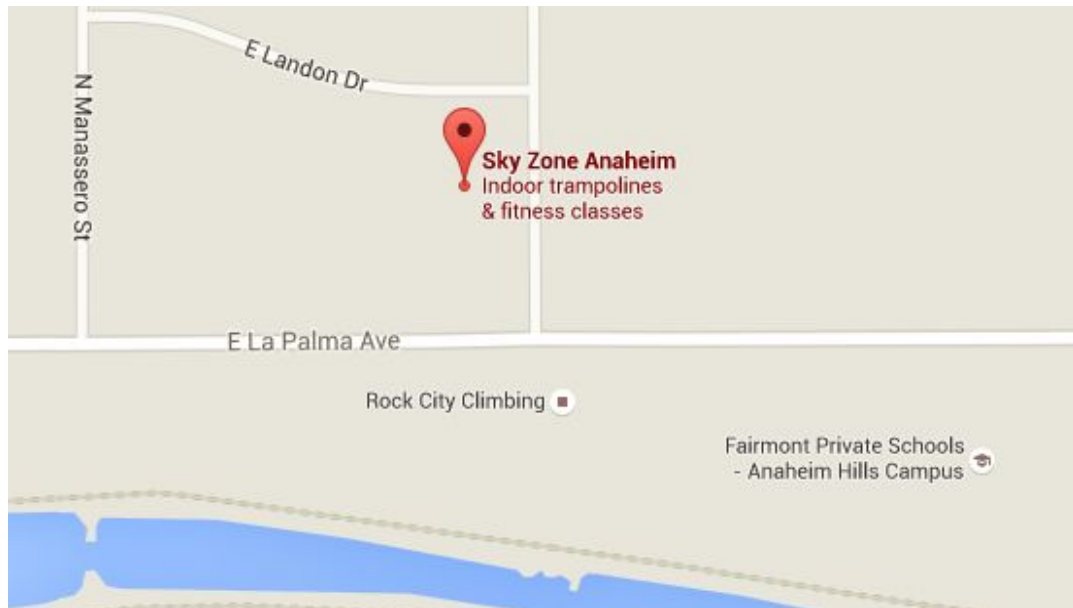 E Landon Dr
N Manassero St
Sky Zone Anaheim
Indoor trampolines
& fitness classes
E La Palma Ave
Rock City Climbing
Fairmont Private Schools
- Anaheim Hills Campus